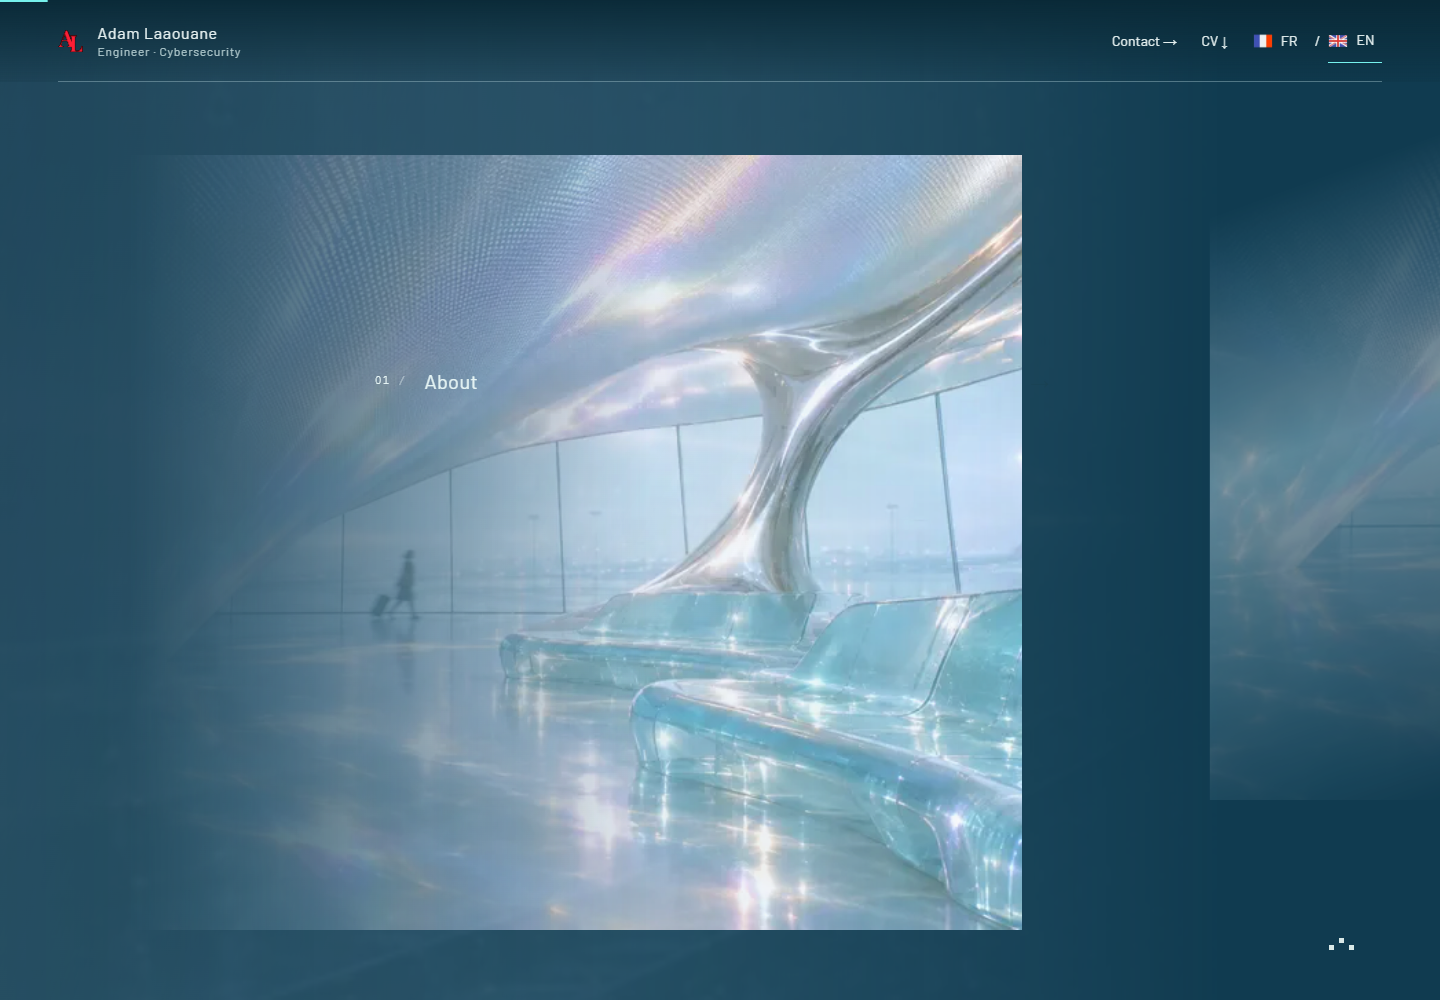 AL
Adam Laaouane
Engineer - Cybersecurity
Contact →
CV ↓
FR / EN
01 / About